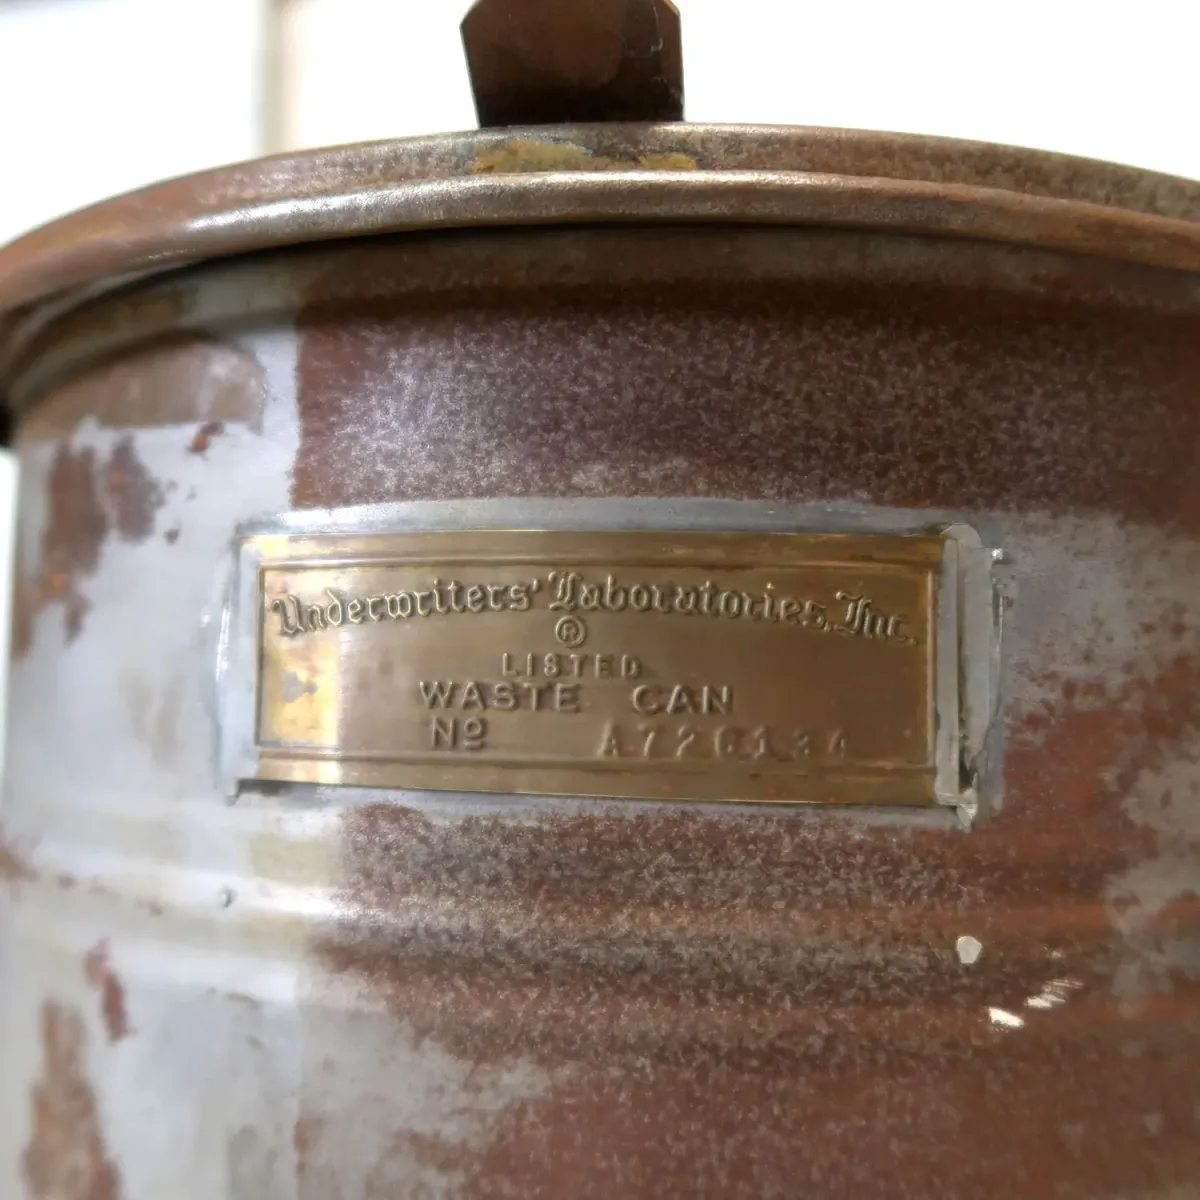 Underwriters' Laboratories, Inc.
®
LISTED
WASTE CAN
Nº